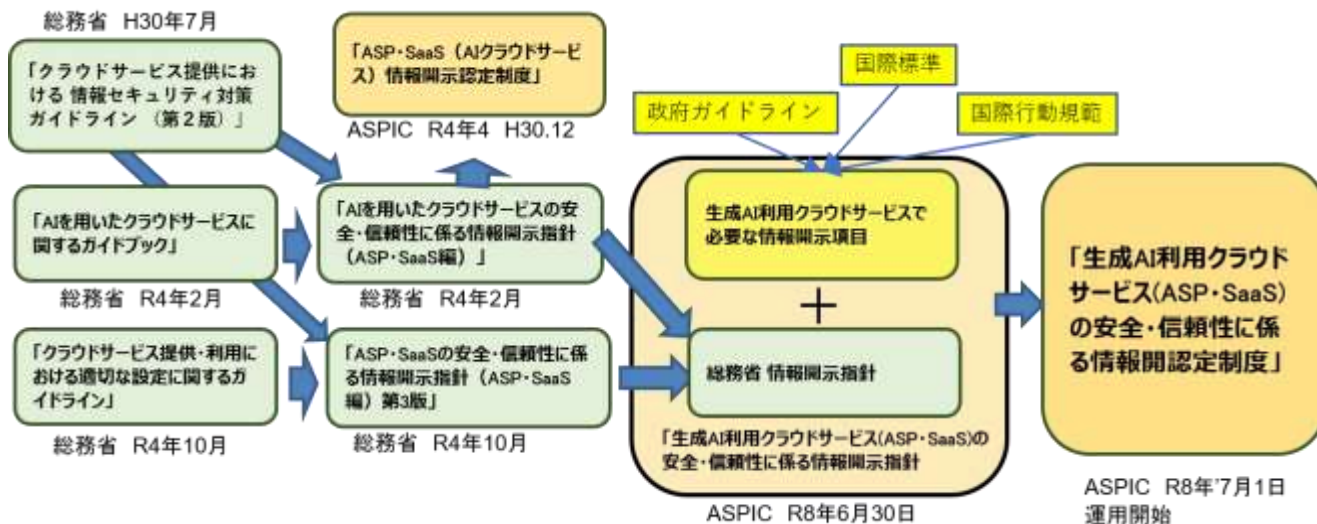 総務省 H30年7月
「クラウドサービス提供にお
ける 情報セキュリティ対策
ガイドライン （第２版）」
「ASP・SaaS（AIクラウドサービ
ス）情報開示認定制度」
ASPIC R4年4 H30.12
「AIを用いたクラウドサービスに
関するガイドブック」
総務省 R4年2月
「AIを用いたクラウドサービスの安
全・信頼性に係る情報開示指針
（ASP・SaaS編）」
総務省 R4年2月
「クラウドサービス提供・利用に
おける適切な設定に関するガ
イドライン」
総務省 R4年10月
「ASP・SaaSの安全・信頼性に係
る情報開示指針（ASP・SaaS
編）第3版」
総務省 R4年10月
国際標準
政府ガイドライン
国際行動規範
生成AI利用クラウドサービスで
必要な情報開示項目
＋
総務省 情報開示指針
「生成AI利用クラウドサービス(ASP・SaaS)の
安全・信頼性に係る情報開示指針
ASPIC R8年6月30日
「生成AI利用クラウド
サービス(ASP・SaaS)
の安全・信頼性に係
る情報開認定制度」
ASPIC R8年'7月1日
運用開始